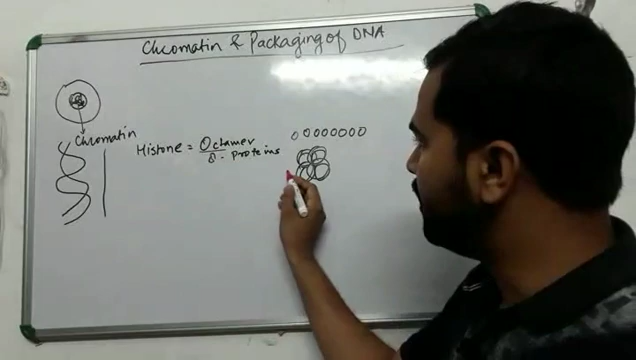 Chromatin & Packaging of DNA
Chromatin
Histone = Octamer
8 - Proteins